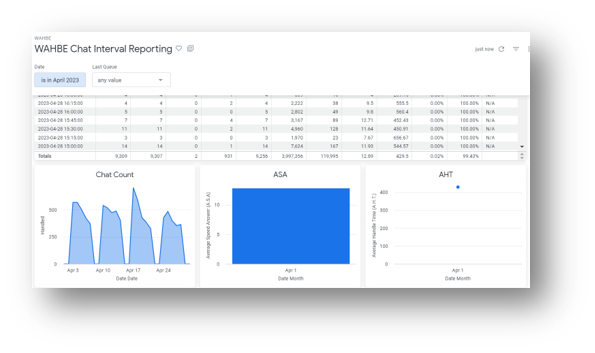 WAHBE
WAHBE Chat Interval Reporting
just now
Date
Last Queue
is in April 2023
any value
2023-04-28 16:15:00 4 4 0 2 4 2,222 38 9.5 555.5 0.00% 100.00% N/A
2023-04-28 16:00:00 5 5 0 0 5 2,802 49 9.8 560.4 0.00% 100.00% N/A
2023-04-28 15:45:00 7 7 0 4 7 3,167 89 12.71 452.43 0.00% 100.00% N/A
2023-04-28 15:30:00 11 11 0 2 11 4,960 128 11.64 450.91 0.00% 100.00% N/A
2023-04-28 15:15:00 3 3 0 0 3 1,970 23 7.67 656.67 0.00% 100.00% N/A
2023-04-28 15:00:00 14 14 0 1 14 7,624 167 11.93 544.57 0.00% 100.00% N/A
Totals 9,309 9,307 2 931 9,256 3,997,356 119,995 12.89 429.5 0.02% 99.43%
Chat Count
Handled
500
250
0
Apr 3 Apr 10 Apr 17 Apr 24
Date Date
ASA
Average Speed Answer (A.S.A)
10
5
0
Apr 1
Date Month
AHT
Average Handle Time (A.H.T.)
400
300
200
100
0
Apr 1
Date Month